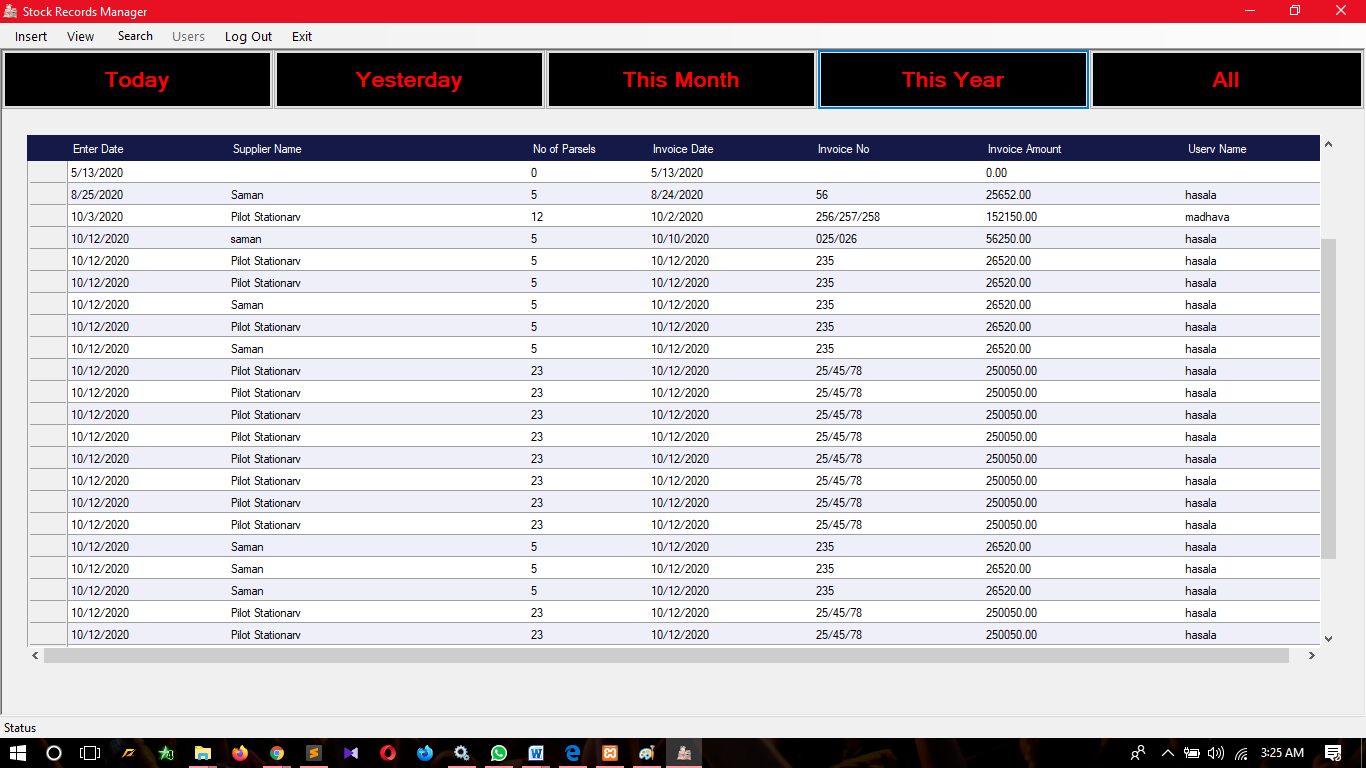 Stock Records Manager
Insert View Search Users Log Out Exit
Today Yesterday This Month This Year All
Enter Date Supplier Name No of Parsels Invoice Date Invoice No Invoice Amount Userv Name
5/13/2020 0 5/13/2020 0.00
8/25/2020 Saman 5 8/24/2020 56 25652.00 hasala
10/3/2020 Pilot Stationarv 12 10/2/2020 256/257/258 152150.00 madhava
10/12/2020 saman 5 10/10/2020 025/026 56250.00 hasala
10/12/2020 Pilot Stationarv 5 10/12/2020 235 26520.00 hasala
10/12/2020 Pilot Stationarv 5 10/12/2020 235 26520.00 hasala
10/12/2020 Saman 5 10/12/2020 235 26520.00 hasala
10/12/2020 Pilot Stationarv 5 10/12/2020 235 26520.00 hasala
10/12/2020 Saman 5 10/12/2020 235 26520.00 hasala
10/12/2020 Pilot Stationarv 23 10/12/2020 25/45/78 250050.00 hasala
10/12/2020 Pilot Stationarv 23 10/12/2020 25/45/78 250050.00 hasala
10/12/2020 Pilot Stationarv 23 10/12/2020 25/45/78 250050.00 hasala
10/12/2020 Pilot Stationarv 23 10/12/2020 25/45/78 250050.00 hasala
10/12/2020 Pilot Stationarv 23 10/12/2020 25/45/78 250050.00 hasala
10/12/2020 Pilot Stationarv 23 10/12/2020 25/45/78 250050.00 hasala
10/12/2020 Pilot Stationarv 23 10/12/2020 25/45/78 250050.00 hasala
10/12/2020 Pilot Stationarv 23 10/12/2020 25/45/78 250050.00 hasala
10/12/2020 Saman 5 10/12/2020 235 26520.00 hasala
10/12/2020 Saman 5 10/12/2020 235 26520.00 hasala
10/12/2020 Saman 5 10/12/2020 235 26520.00 hasala
10/12/2020 Pilot Stationarv 23 10/12/2020 25/45/78 250050.00 hasala
10/12/2020 Pilot Stationarv 23 10/12/2020 25/45/78 250050.00 hasala
Status
3:25 AM